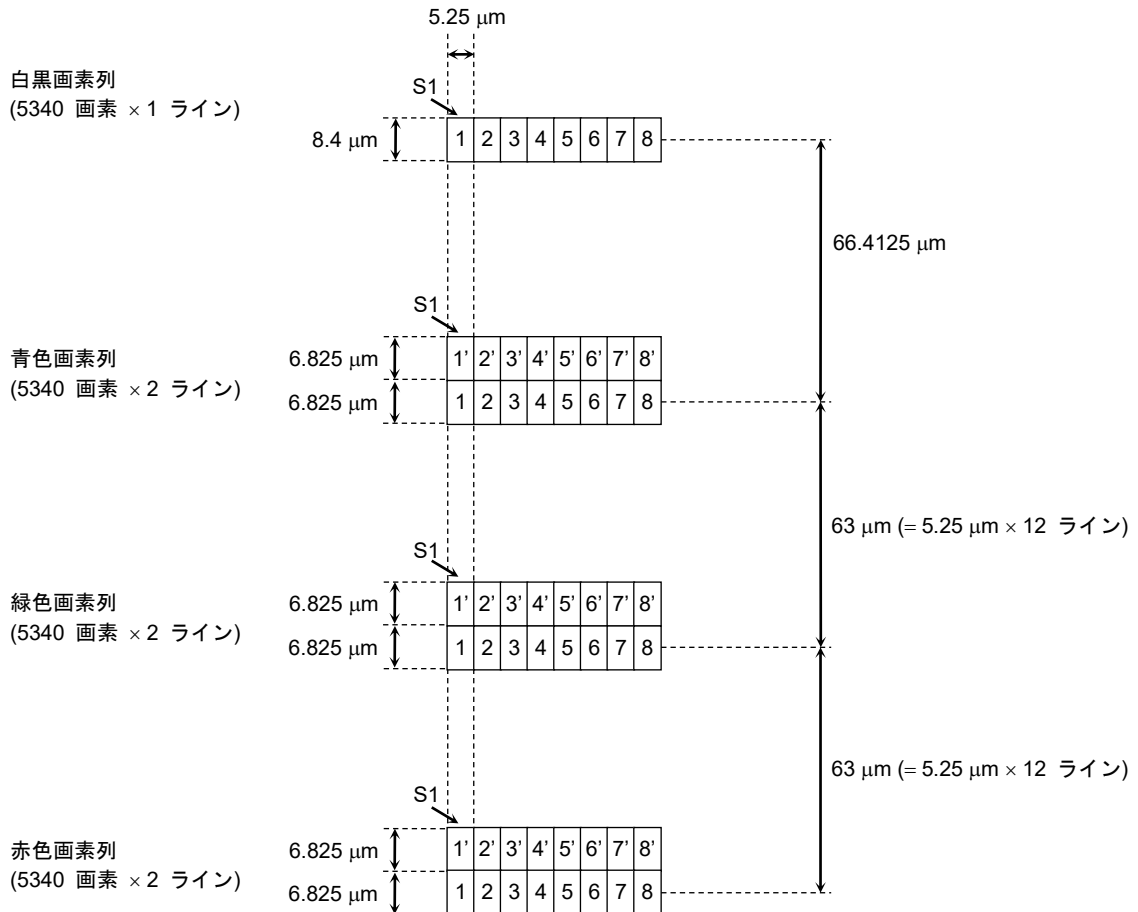 5.25 μm
白黒画素列
(5340 画素 × 1 ライン)
S1
8.4 μm
1 2 3 4 5 6 7 8
66.4125 μm
S1
青色画素列
(5340 画素 × 2 ライン)
6.825 μm
1’ 2’ 3’ 4’ 5’ 6’ 7’ 8’
6.825 μm
1 2 3 4 5 6 7 8
63 μm (= 5.25 μm × 12 ライン)
S1
緑色画素列
(5340 画素 × 2 ライン)
6.825 μm
1’ 2’ 3’ 4’ 5’ 6’ 7’ 8’
6.825 μm
1 2 3 4 5 6 7 8
63 μm (= 5.25 μm × 12 ライン)
S1
赤色画素列
(5340 画素 × 2 ライン)
6.825 μm
1’ 2’ 3’ 4’ 5’ 6’ 7’ 8’
6.825 μm
1 2 3 4 5 6 7 8